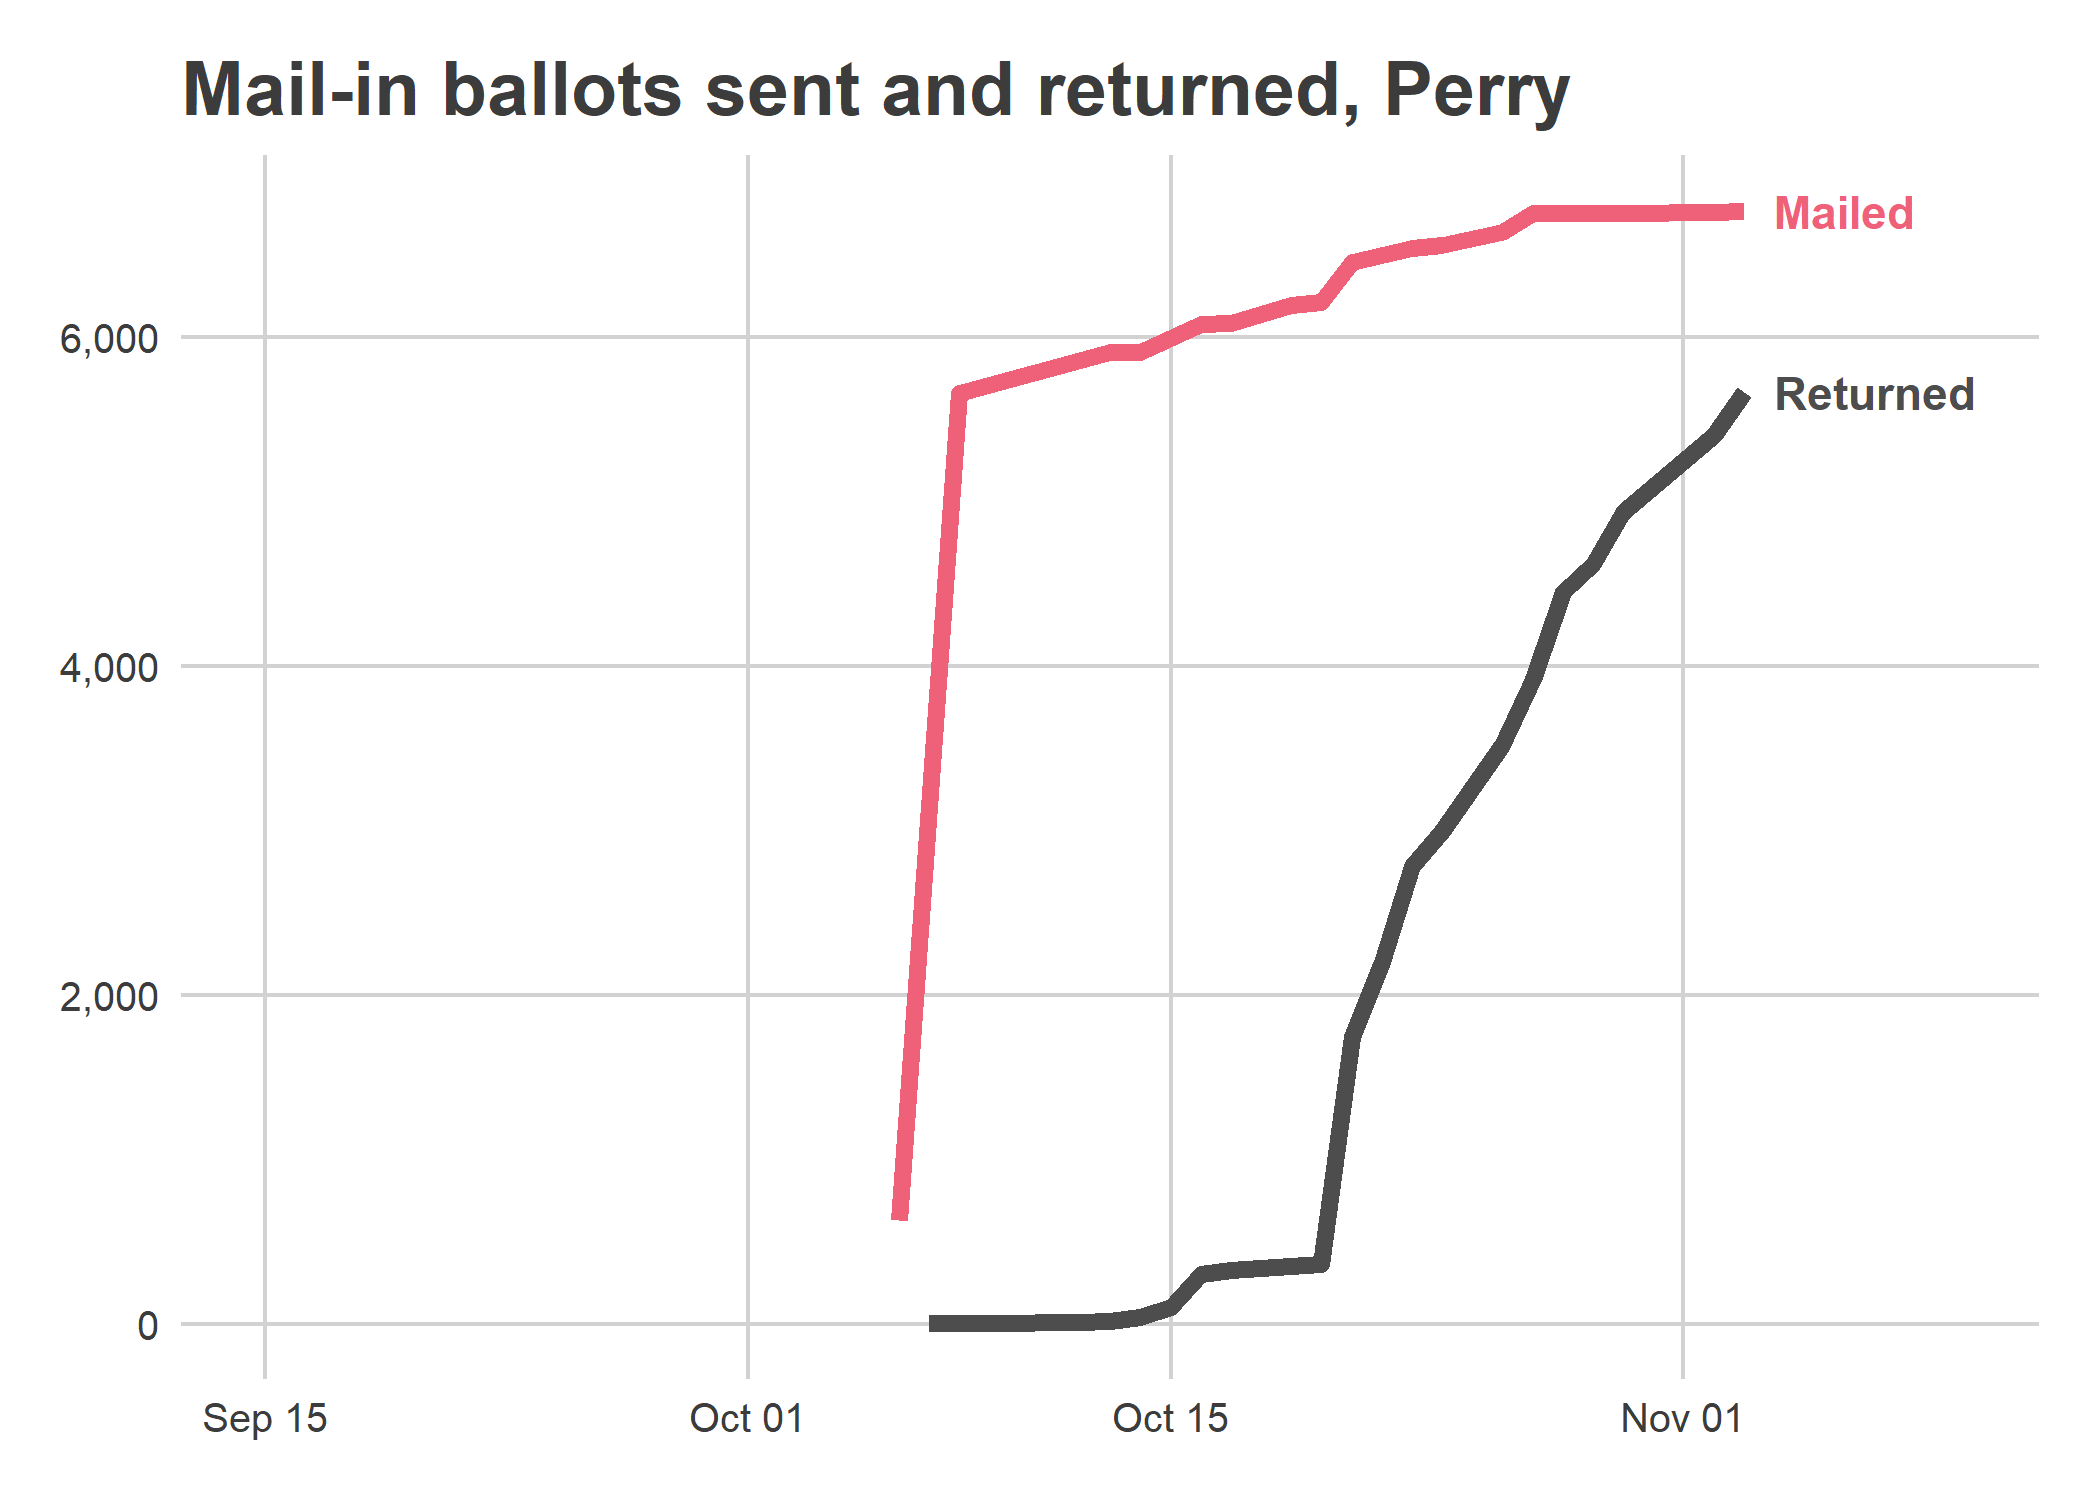 Mail-in ballots sent and returned, Perry
Mailed
6,000
Returned
4,000
2,000
0
Sep 15
Oct 01
Oct 15
Nov 01